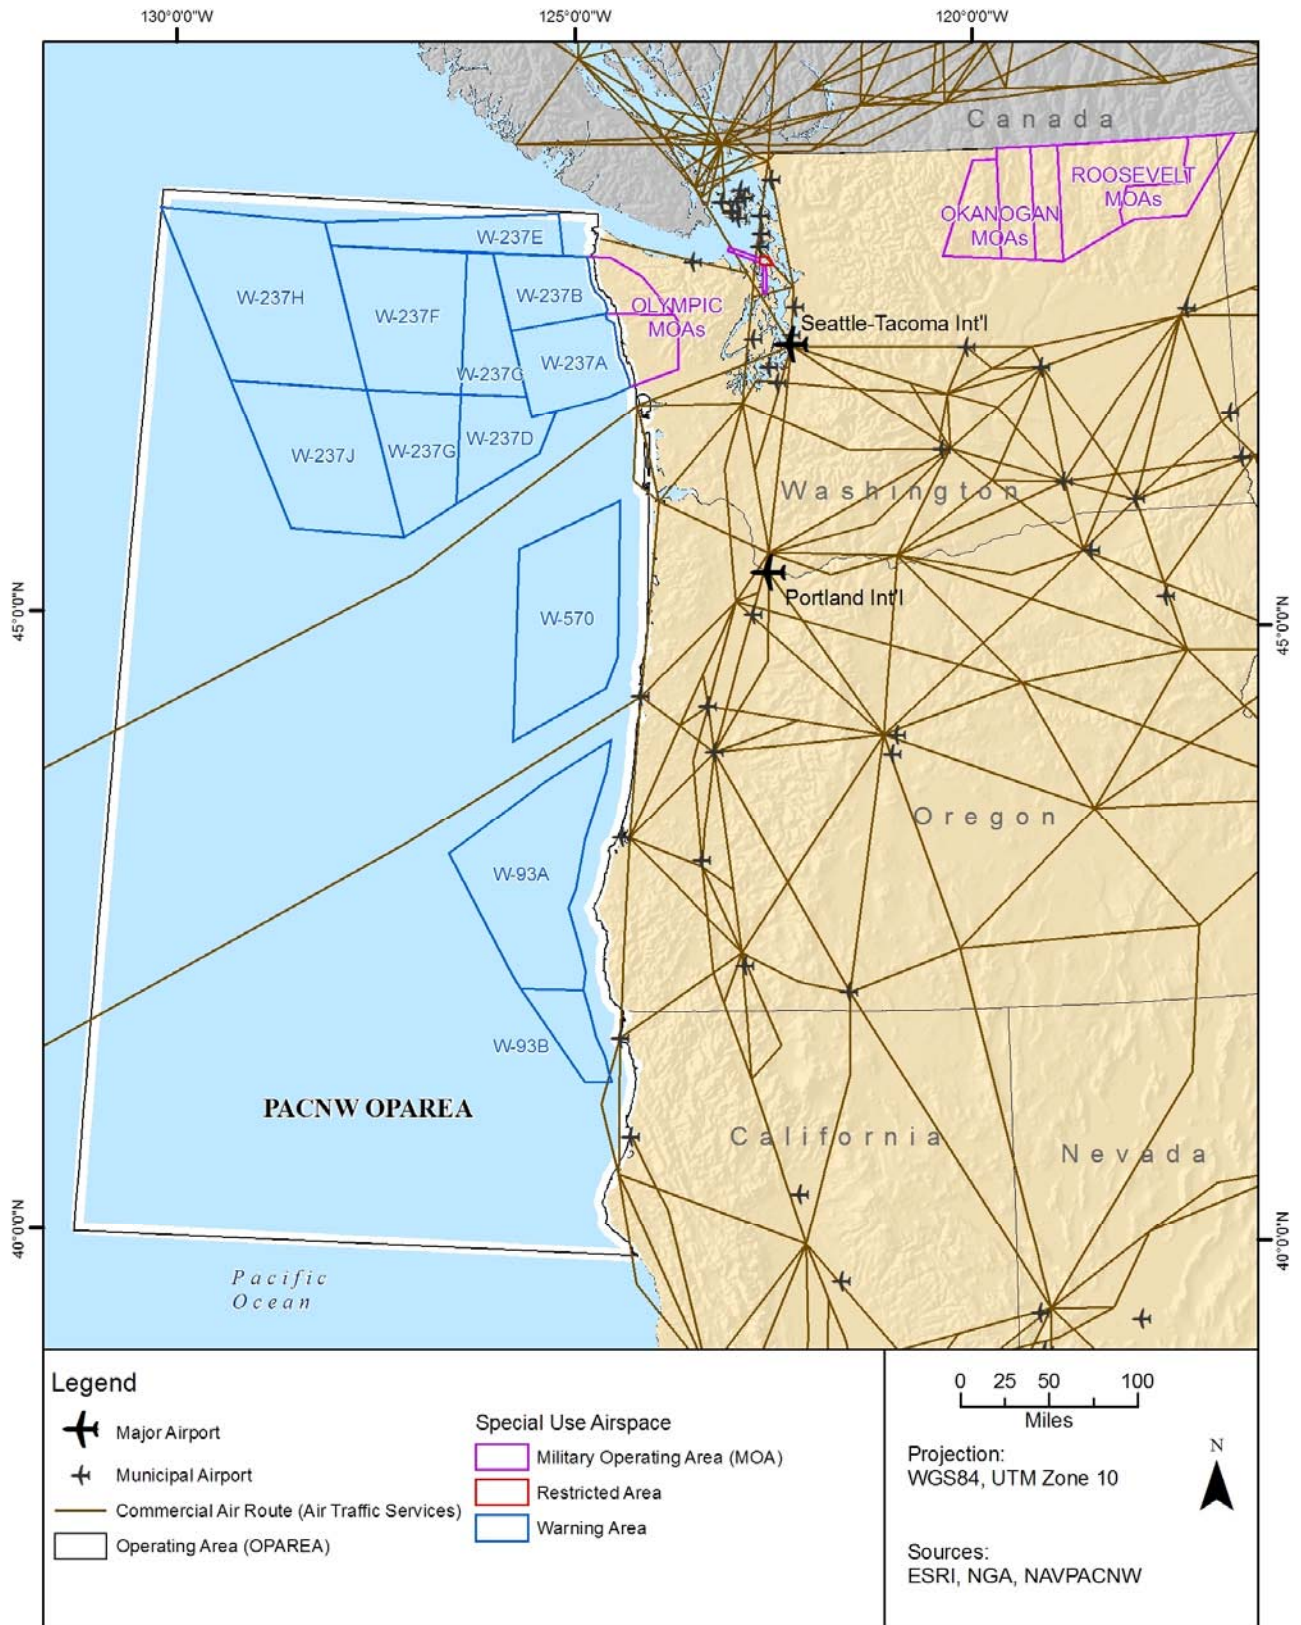 130°0'0"W
125°0'0"W
120°0'0"W
Canada
ROOSEVELT
MOAs
OKANOGAN
MOAs
W-237E
W-237H
W-237B
W-237F
OLYMPIC
MOAs
Seattle-Tacoma Int'l
W-237A
W-237C
W-237D
W-237J
W-237G
Washington
45°0'0"N
45°0'0"N
Portland Int'l
W-570
Oregon
W-93A
W-93B
PACNW OPAREA
California
Nevada
40°0'0"N
40°0'0"N
Pacific
Ocean
Legend
Major Airport
Municipal Airport
Commercial Air Route (Air Traffic Services)
Operating Area (OPAREA)
Special Use Airspace
Military Operating Area (MOA)
Restricted Area
Warning Area
0 25 50 100
Miles
Projection:
WGS84, UTM Zone 10
N
Sources:
ESRI, NGA, NAVPACNW